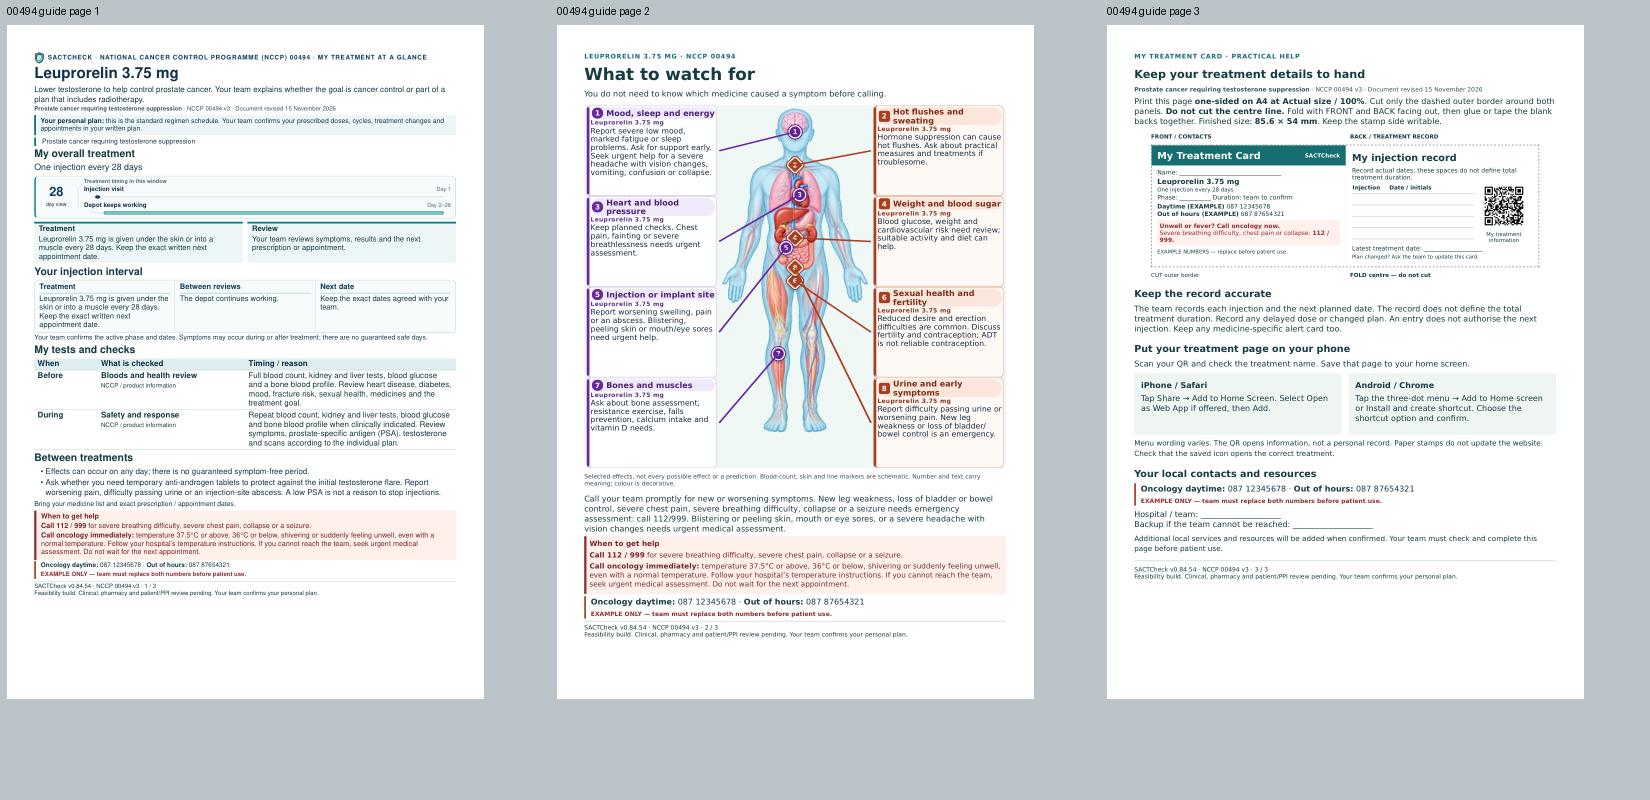 00494 guide page 1
SACTCHECK · NATIONAL CANCER CONTROL PROGRAMME (NCCP) 00494 · MY TREATMENT AT A GLANCE
Leuprorelin 3.75 mg
Lower testosterone to help control prostate cancer. Your team explains whether the goal is cancer control or part of a
plan that includes radiotherapy.
Prostate cancer requiring testosterone suppression · NCCP 00494 v3 · Document revised 15 November 2026
Your personal plan: this is the standard regimen schedule. Your team confirms your prescribed doses, cycles, treatment changes and
appointments in your written plan.
Prostate cancer requiring testosterone suppression
My overall treatment
One injection every 28 days
28
day view
Treatment timing in this window
Injection visit
Day 1
Depot keeps working
Day 2–28
Treatment
Leuprorelin 3.75 mg is given under the skin or into a
muscle every 28 days. Keep the exact written next
appointment date.
Review
Your team reviews symptoms, results and the next
prescription or appointment.
Your injection interval
Treatment
Leuprorelin 3.75 mg is given under the
skin or into a muscle every 28 days.
Keep the exact written next
appointment date.
Between reviews
The depot continues working.
Next date
Keep the exact dates agreed with your
team.
Your team confirms the active phase and dates. Symptoms may occur during or after treatment; there are no guaranteed safe days.
My tests and checks
When What is checked Timing / reason
Before
Bloods and health review
NCCP / product information
Full blood count, kidney and liver tests, blood glucose
and a bone blood profile. Review heart disease, diabetes,
mood, fracture risk, sexual health, medicines and the
treatment goal.
During
Safety and response
NCCP / product information
Repeat blood count, kidney and liver tests, blood glucose
and bone blood profile when clinically indicated. Review
symptoms, prostate-specific antigen (PSA), testosterone
and scans according to the individual plan.
Between treatments
• Effects can occur on any day; there is no guaranteed symptom-free period.
• Ask whether you need temporary anti-androgen tablets to protect against the initial testosterone flare. Report
worsening pain, difficulty passing urine or an injection-site abscess. A low PSA is not a reason to stop injections.
Bring your medicine list and exact prescription / appointment dates.
When to get help
Call 112 / 999 for severe breathing difficulty, severe chest pain, collapse or a seizure.
Call oncology immediately: temperature 37.5°C or above, 36°C or below, shivering or suddenly feeling unwell, even with a
normal temperature. Follow your hospital's temperature instructions. If you cannot reach the team, seek urgent medical
assessment. Do not wait for the next appointment.
Oncology daytime: 087 12345678 · Out of hours: 087 87654321
EXAMPLE ONLY — team must replace both numbers before patient use.
SACTCheck v0.84.54 · NCCP 00494 v3 · 1 / 3
Feasibility build. Clinical, pharmacy and patient/PPI review pending. Your team confirms your personal plan.
00494 guide page 2
LEUPRORELIN 3.75 MG · NCCP 00494
What to watch for
You do not need to know which medicine caused a symptom before calling.
1 Mood, sleep and energy
Leuprorelin 3.75 mg
Report severe low mood,
marked fatigue or sleep
problems. Ask for support early.
Seek urgent help for a severe
headache with vision changes,
vomiting, confusion or collapse.
3 Heart and blood
pressure
Leuprorelin 3.75 mg
Keep planned checks. Chest
pain, fainting or severe
breathlessness needs urgent
assessment.
5 Injection or implant site
Leuprorelin 3.75 mg
Report worsening swelling, pain
or an abscess. Blistering,
peeling skin or mouth/eye sores
need urgent help.
7 Bones and muscles
Leuprorelin 3.75 mg
Ask about bone assessment,
resistance exercise, falls
prevention, calcium intake and
vitamin D needs.
1
3
5
7
2 Hot flushes and
sweating
Leuprorelin 3.75 mg
Hormone suppression can cause
hot flushes. Ask about practical
measures and treatments if
troublesome.
4 Weight and blood sugar
Leuprorelin 3.75 mg
Blood glucose, weight and
cardiovascular risk need review;
suitable activity and diet can
help.
6 Sexual health and
fertility
Leuprorelin 3.75 mg
Reduced desire and erection
difficulties are common. Discuss
fertility and contraception; ADT
is not reliable contraception.
8 Urine and early
symptoms
Leuprorelin 3.75 mg
Report difficulty passing urine or
worsening pain. New leg
weakness or loss of bladder/
bowel control is an emergency.
Selected effects, not every possible effect or a prediction. Blood-count, skin and line markers are schematic. Number and text carry
meaning; colour is decorative.
Call your team promptly for new or worsening symptoms. New leg weakness, loss of bladder or bowel
control, severe chest pain, severe breathing difficulty, collapse or a seizure needs emergency
assessment: call 112/999. Blistering or peeling skin, mouth or eye sores, or a severe headache with
vision changes needs urgent medical assessment.
When to get help
Call 112 / 999 for severe breathing difficulty, severe chest pain, collapse or a seizure.
Call oncology immediately: temperature 37.5°C or above, 36°C or below, shivering or suddenly feeling unwell,
even with a normal temperature. Follow your hospital's temperature instructions. If you cannot reach the team,
seek urgent medical assessment. Do not wait for the next appointment.
Oncology daytime: 087 12345678 · Out of hours: 087 87654321
EXAMPLE ONLY — team must replace both numbers before patient use.
SACTCheck v0.84.54 · NCCP 00494 v3 · 2 / 3
Feasibility build. Clinical, pharmacy and patient/PPI review pending. Your team confirms your personal plan.
00494 guide page 3
MY TREATMENT CARD · PRACTICAL HELP
Keep your treatment details to hand
Prostate cancer requiring testosterone suppression · NCCP 00494 v3 · Document revised 15 November 2026
Print this page one-sided on A4 at Actual size / 100%. Cut only the dashed outer border around both
panels. Do not cut the centre line. Fold with FRONT and BACK facing out, then glue or tape the blank
backs together. Finished size: 85.6 × 54 mm. Keep the stamp side writable.
FRONT / CONTACTS
BACK / TREATMENT RECORD
My Treatment Card SACTCheck
Name:
Leuprorelin 3.75 mg
One injection every 28 days
Phase: Duration: team to confirm
Daytime (EXAMPLE) 087 12345678
Out of hours (EXAMPLE) 087 87654321
Unwell or fever? Call oncology now.
Severe breathing difficulty, chest pain or collapse: 112 /
999.
EXAMPLE NUMBERS — replace before patient use.
My injection record
Record actual dates; these spaces do not define total
treatment duration.
Injection Date / initials
My treatment
information
Latest treatment date:
Plan changed? Ask the team to update this card.
CUT outer border
FOLD centre — do not cut
Keep the record accurate
The team records each injection and the next planned date. The record does not define the total
treatment duration. Record any delayed dose or changed plan. An entry does not authorise the next
injection. Keep any medicine-specific alert card too.
Put your treatment page on your phone
Scan your QR and check the treatment name. Save that page to your home screen.
iPhone / Safari
Tap Share → Add to Home Screen. Select Open
as Web App if offered, then Add.
Android / Chrome
Tap the three-dot menu → Add to Home screen
or Install and create shortcut. Choose the
shortcut option and confirm.
Menu wording varies. The QR opens information, not a personal record. Paper stamps do not update the website.
Check that the saved icon opens the correct treatment.
Your local contacts and resources
Oncology daytime: 087 12345678 · Out of hours: 087 87654321
EXAMPLE ONLY — team must replace both numbers before patient use.
Hospital / team:
Backup if the team cannot be reached:
Additional local services and resources will be added when confirmed. Your team must check and complete this
page before patient use.
SACTCheck v0.84.54 · NCCP 00494 v3 · 3 / 3
Feasibility build. Clinical, pharmacy and patient/PPI review pending. Your team confirms your personal plan.